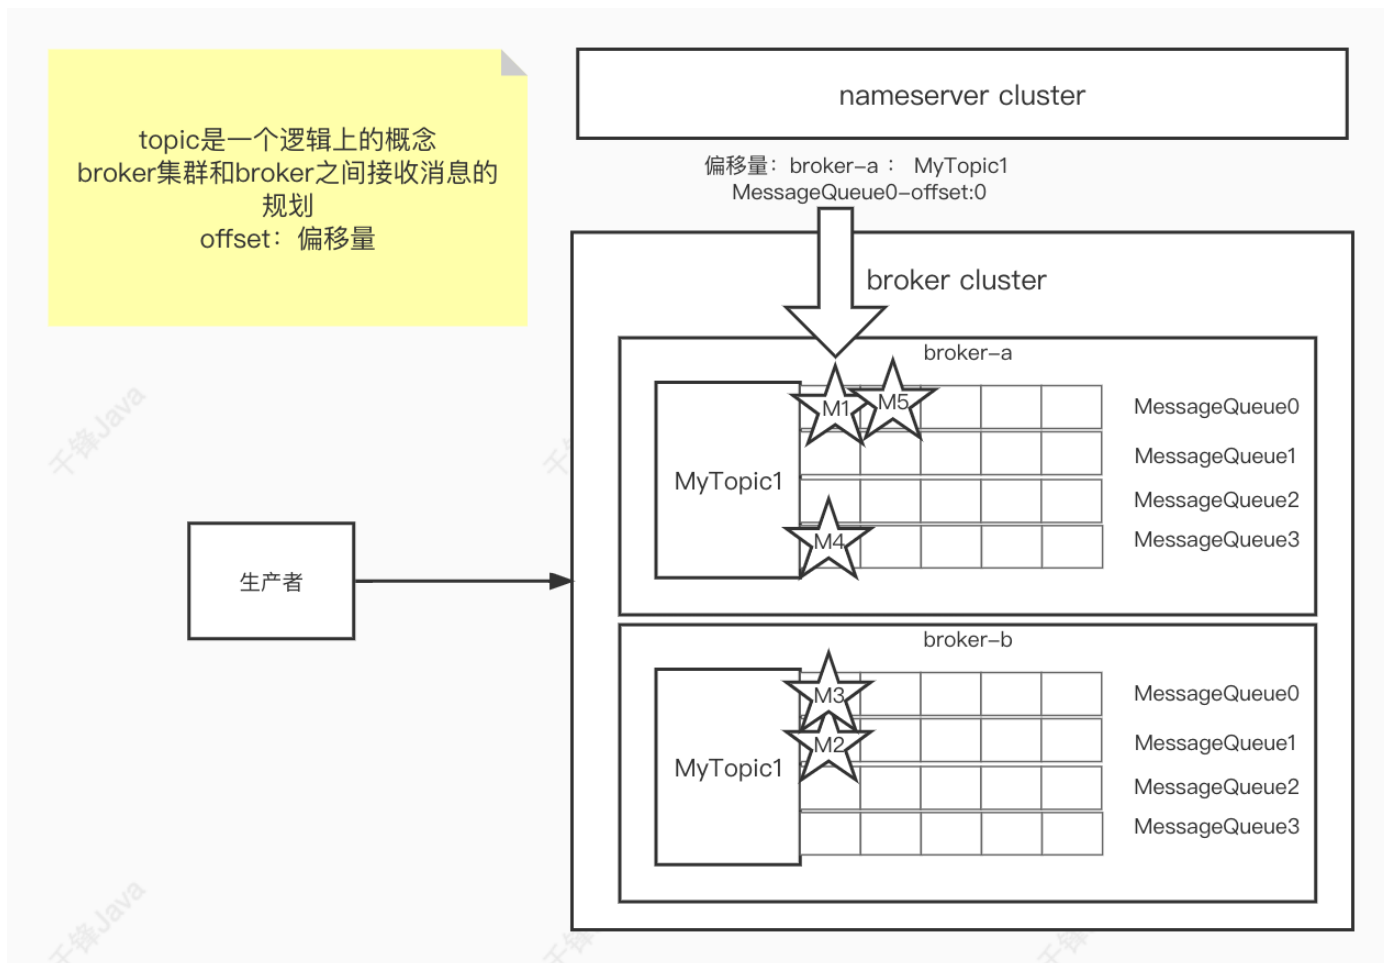 topic是一个逻辑上的概念
broker集群和broker之间接收消息的
规划
offset：偏移量
nameserver cluster
偏移量：broker-a： MyTopic1
MessageQueue0-offset:0
broker cluster
broker-a
MyTopic1
M1
M5
M4
MessageQueue0
MessageQueue1
MessageQueue2
MessageQueue3
生产者
broker-b
MyTopic1
M3
M2
MessageQueue0
MessageQueue1
MessageQueue2
MessageQueue3
千锋Java
千锋Java